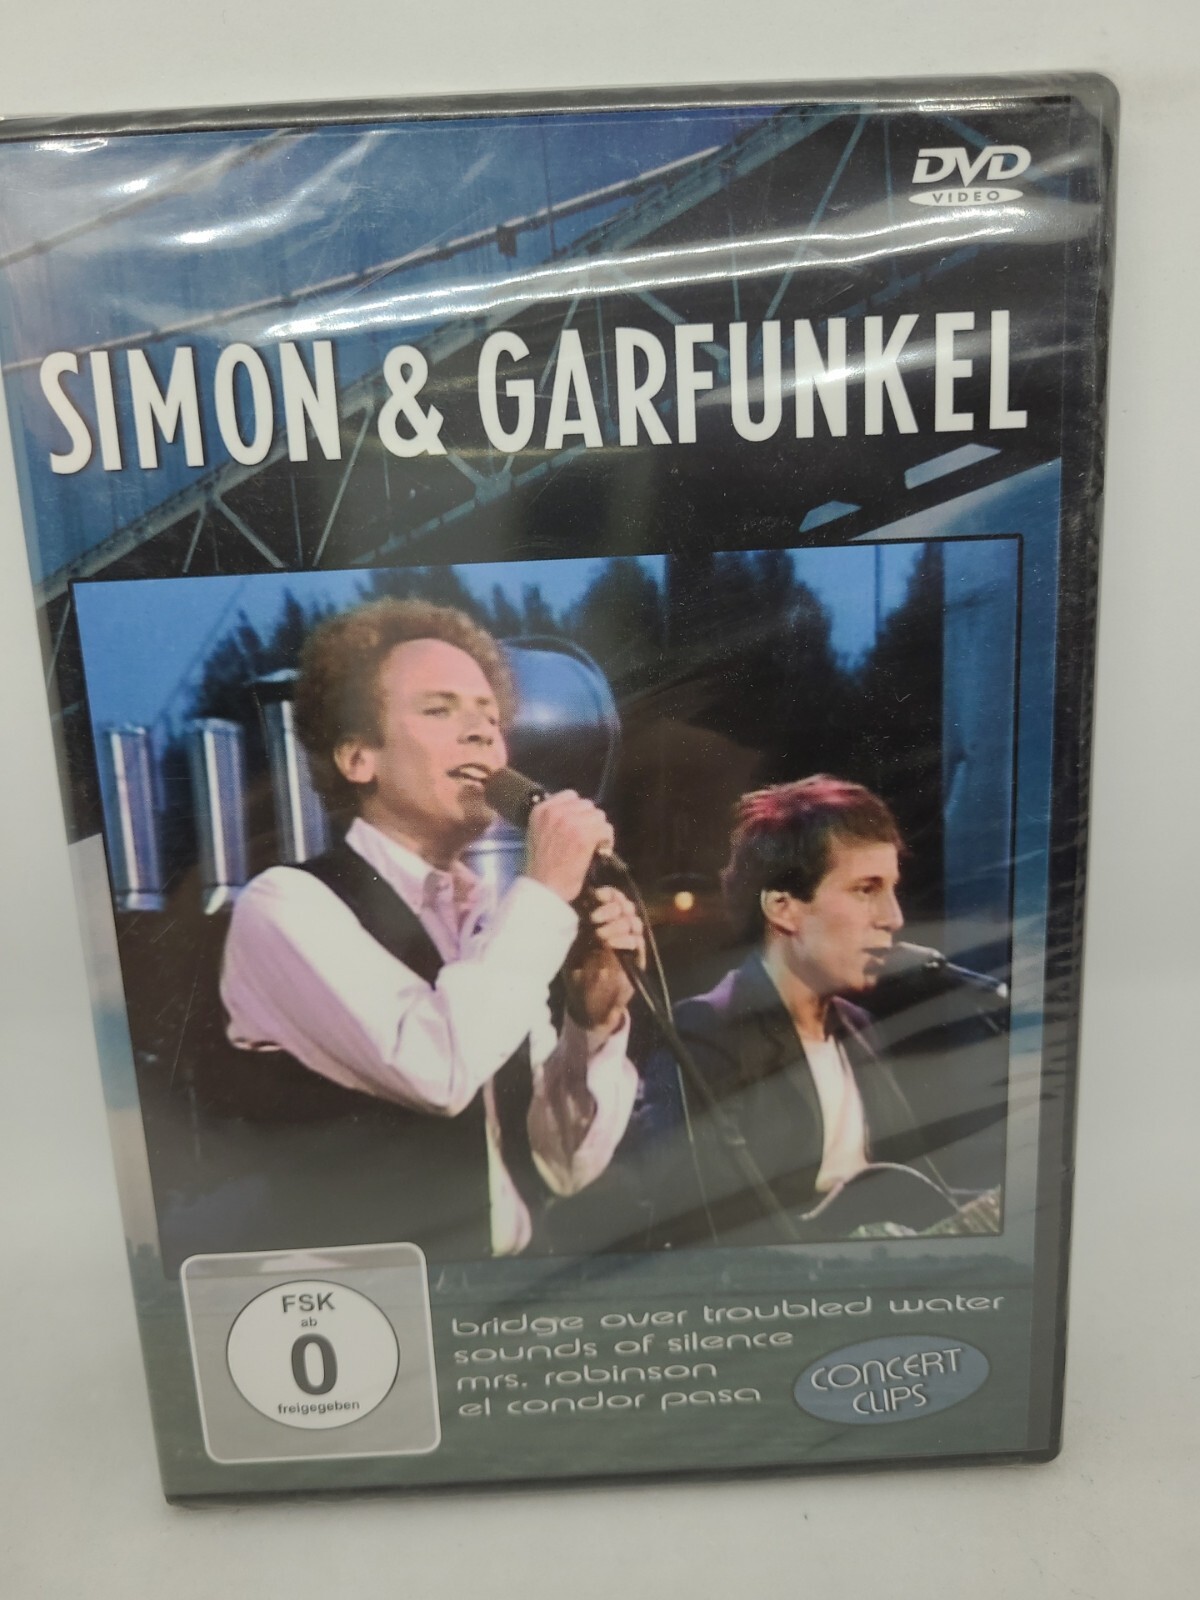 DVD
VIDEO
SIMON & GARFUNKEL
FSK
ab
0
freigegeben
bridge over troubled water
sounds of silence
mrs. robinson
el condor pasa
CONCERT
CLIPS